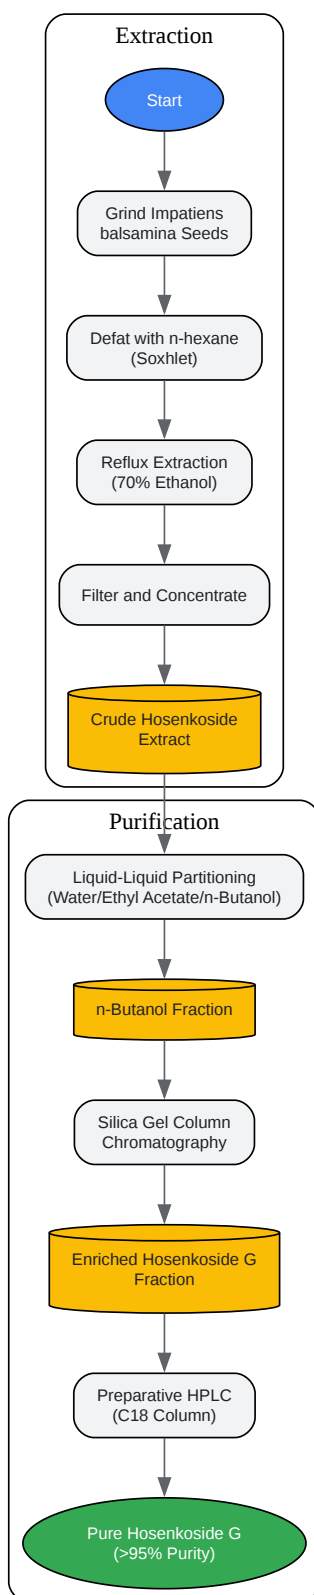 Extraction
Start
Grind Impatiens
balsamina Seeds
Defat with n-hexane
(Soxhlet)
Reflux Extraction
(70% Ethanol)
Filter and Concentrate
Crude Hosenkoside
Extract
Purification
Liquid-Liquid Partitioning
(Water/Ethyl Acetate/n-Butanol)
n-Butanol Fraction
Silica Gel Column
Chromatography
Enriched Hosenkoside G
Fraction
Preparative HPLC
(C18 Column)
Pure Hosenkoside G
(>95% Purity)